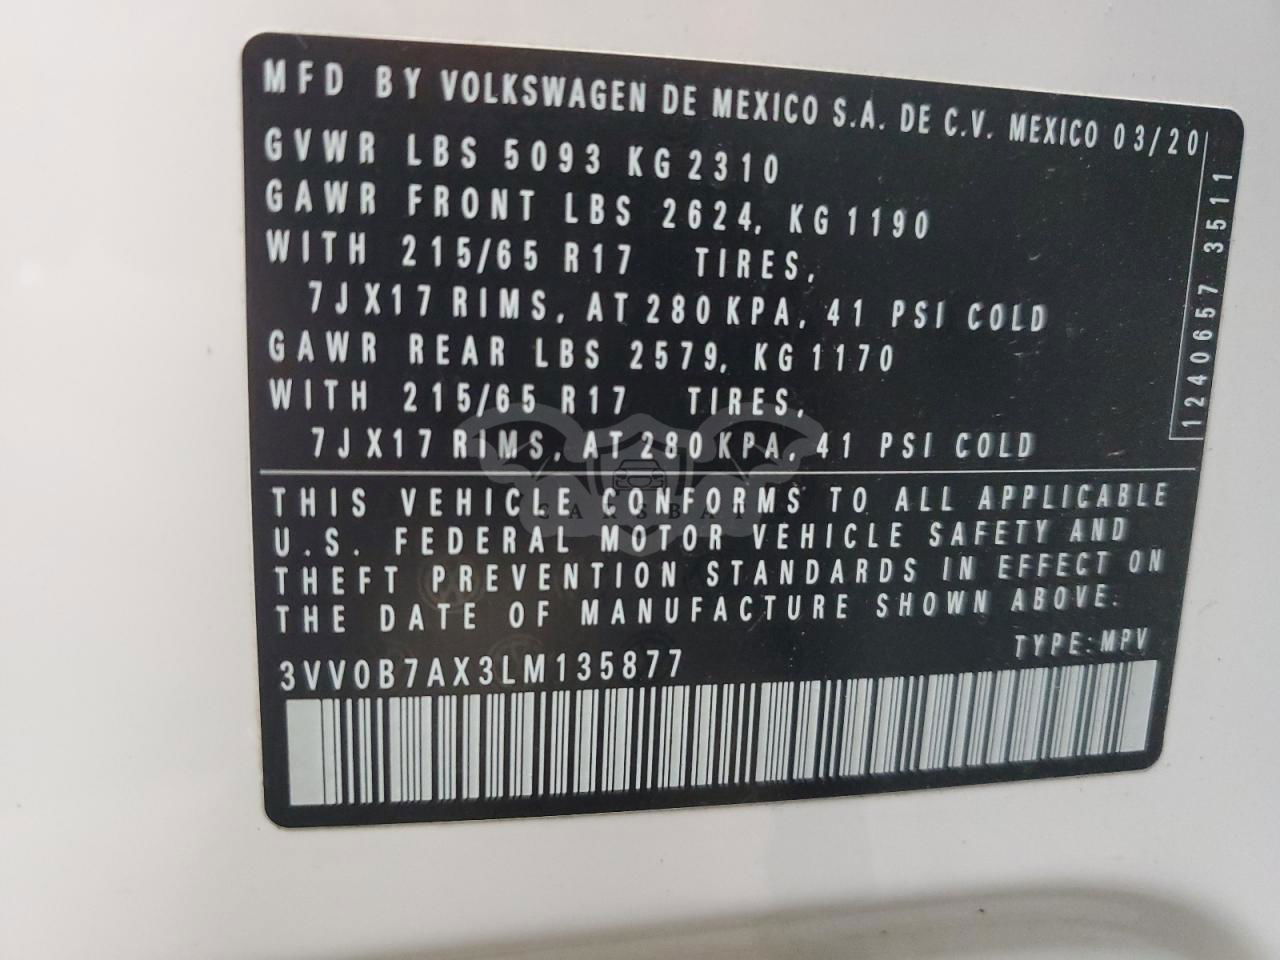 MFD BY VOLKSWAGEN DE MEXICO S.A. DE C.V. MEXICO 03/20
GVWR LBS 5093 KG 2310
GAWR FRONT LBS 2624, KG 1190
WITH 215/65 R17 TIRES,
7JX17 RIMS, AT 280 KPA, 41 PSI COLD
GAWR REAR LBS 2579, KG 1170
WITH 215/65 R17 TIRES,
7JX17 RIMS, AT 280 KPA, 41 PSI COLD
1240657 3511
THIS VEHICLE CONFORMS TO ALL APPLICABLE
U.S. FEDERAL MOTOR VEHICLE SAFETY AND
THEFT PREVENTION STANDARDS IN EFFECT ON
THE DATE OF MANUFACTURE SHOWN ABOVE.
TYPE: MPV
3VV0B7AX3LM135877
CARSBAT